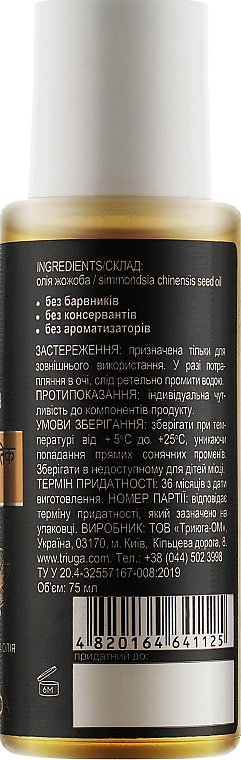 INGREDIENTS/СКЛАД:
олія жожоба / simmondsia chinensis seed oil
• без барвників
• без консервантів
• без ароматизаторів
ЗАСТЕРЕЖЕННЯ: призначена тільки для
зовнішнього використання. У разі потра-
пляння в очі, слід ретельно промити водою.
ПРОТИПОКАЗАННЯ: індивідуальна чут-
ливість до компонентів продукту.
УМОВИ ЗБЕРІГАННЯ: зберігати при тем-
пературі від + 5°С до +25°С, уникаючи
попадання прямих сонячних променів.
Зберігати в недоступному для дітей місці.
ТЕРМІН ПРИДАТНОСТІ: 36 місяців з дати
виготовлення. НОМЕР ПАРТІЇ: відповідає
терміну придатності, який зазначено на
упаковці. ВИРОБНИК: ТОВ «Триюга-ОМ»,
Україна, 03170, м. Київ, Кільцева дорога,
1. www.triuga.com, тел. +38 (044) 502 3998
ТУ У 20.4-32557167-008:2019
Об'єм: 75 мл
4 820164 641125
придатний до:
6M
ОЛІЯ